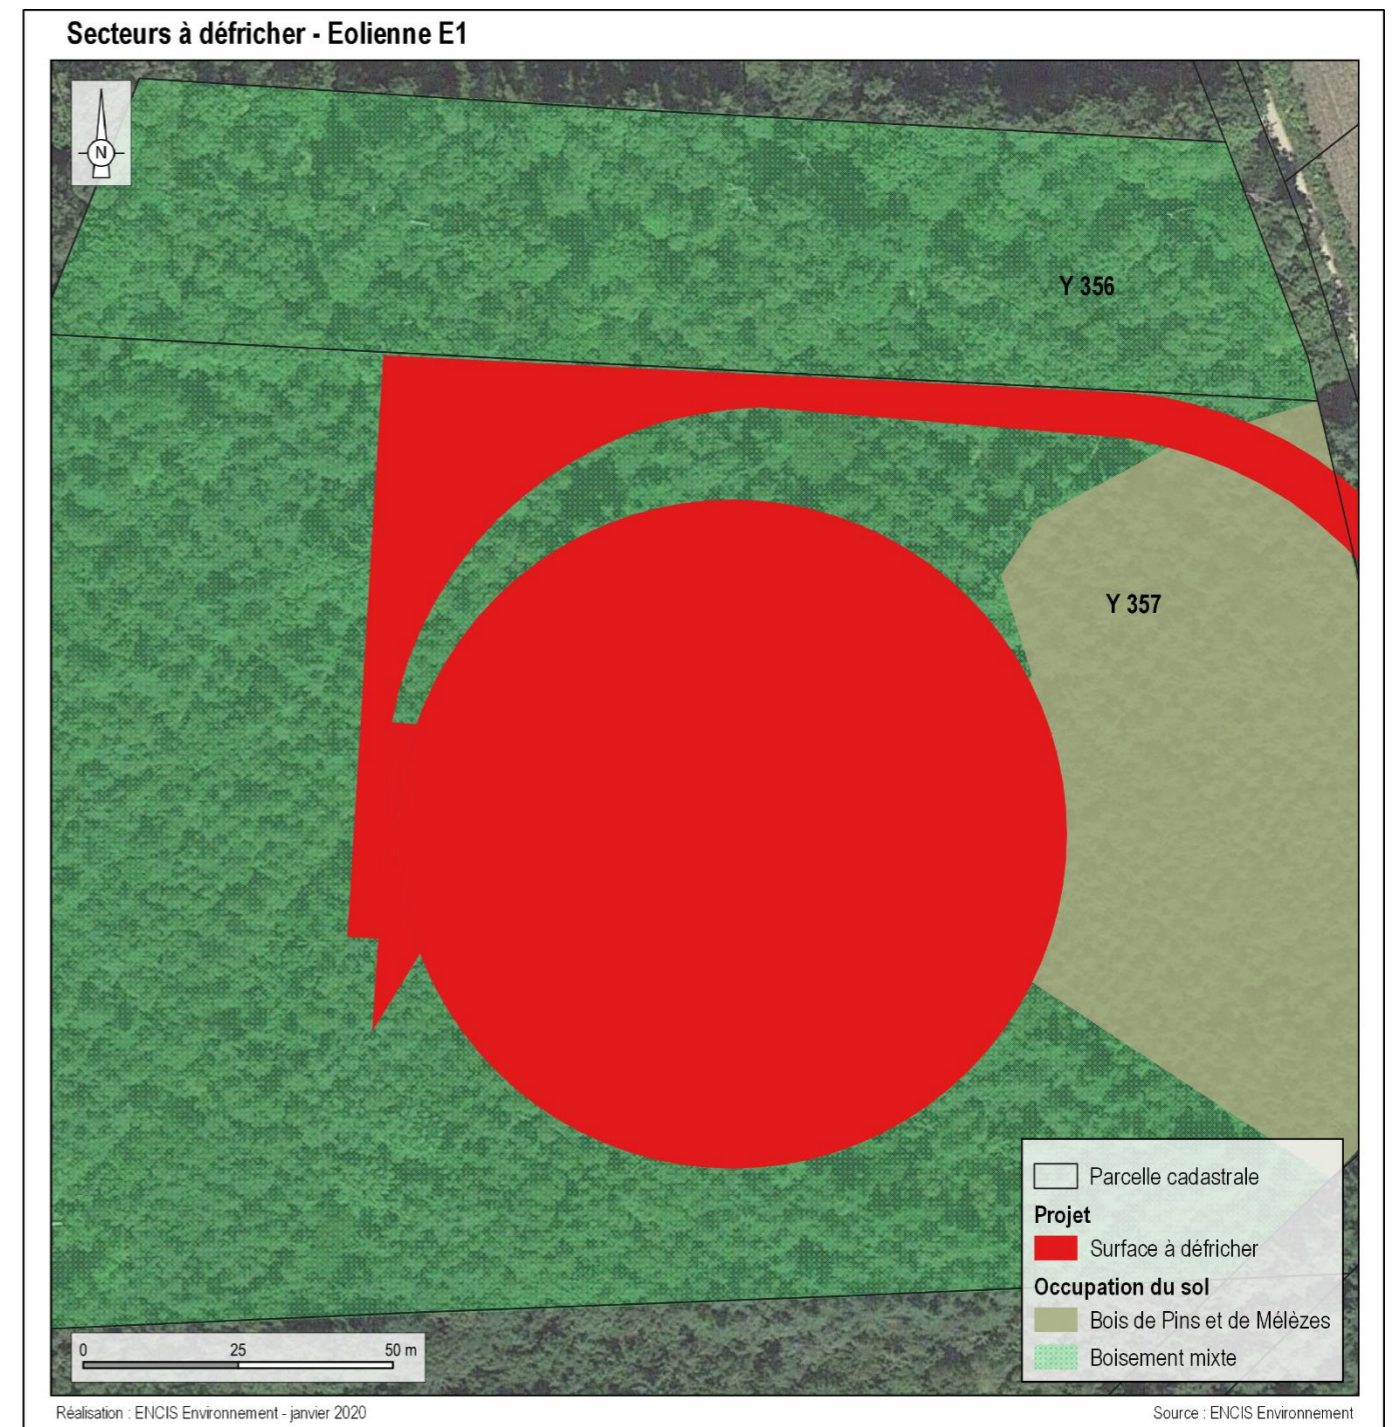 Secteurs à défricher - Eolienne E1
N
Y 356
Y 357
Parcelle cadastrale
Projet
Surface à défricher
Occupation du sol
Bois de Pins et de Mélèzes
Boisement mixte
0 25 50 m
Réalisation : ENCIS Environnement - janvier 2020
Source : ENCIS Environnement